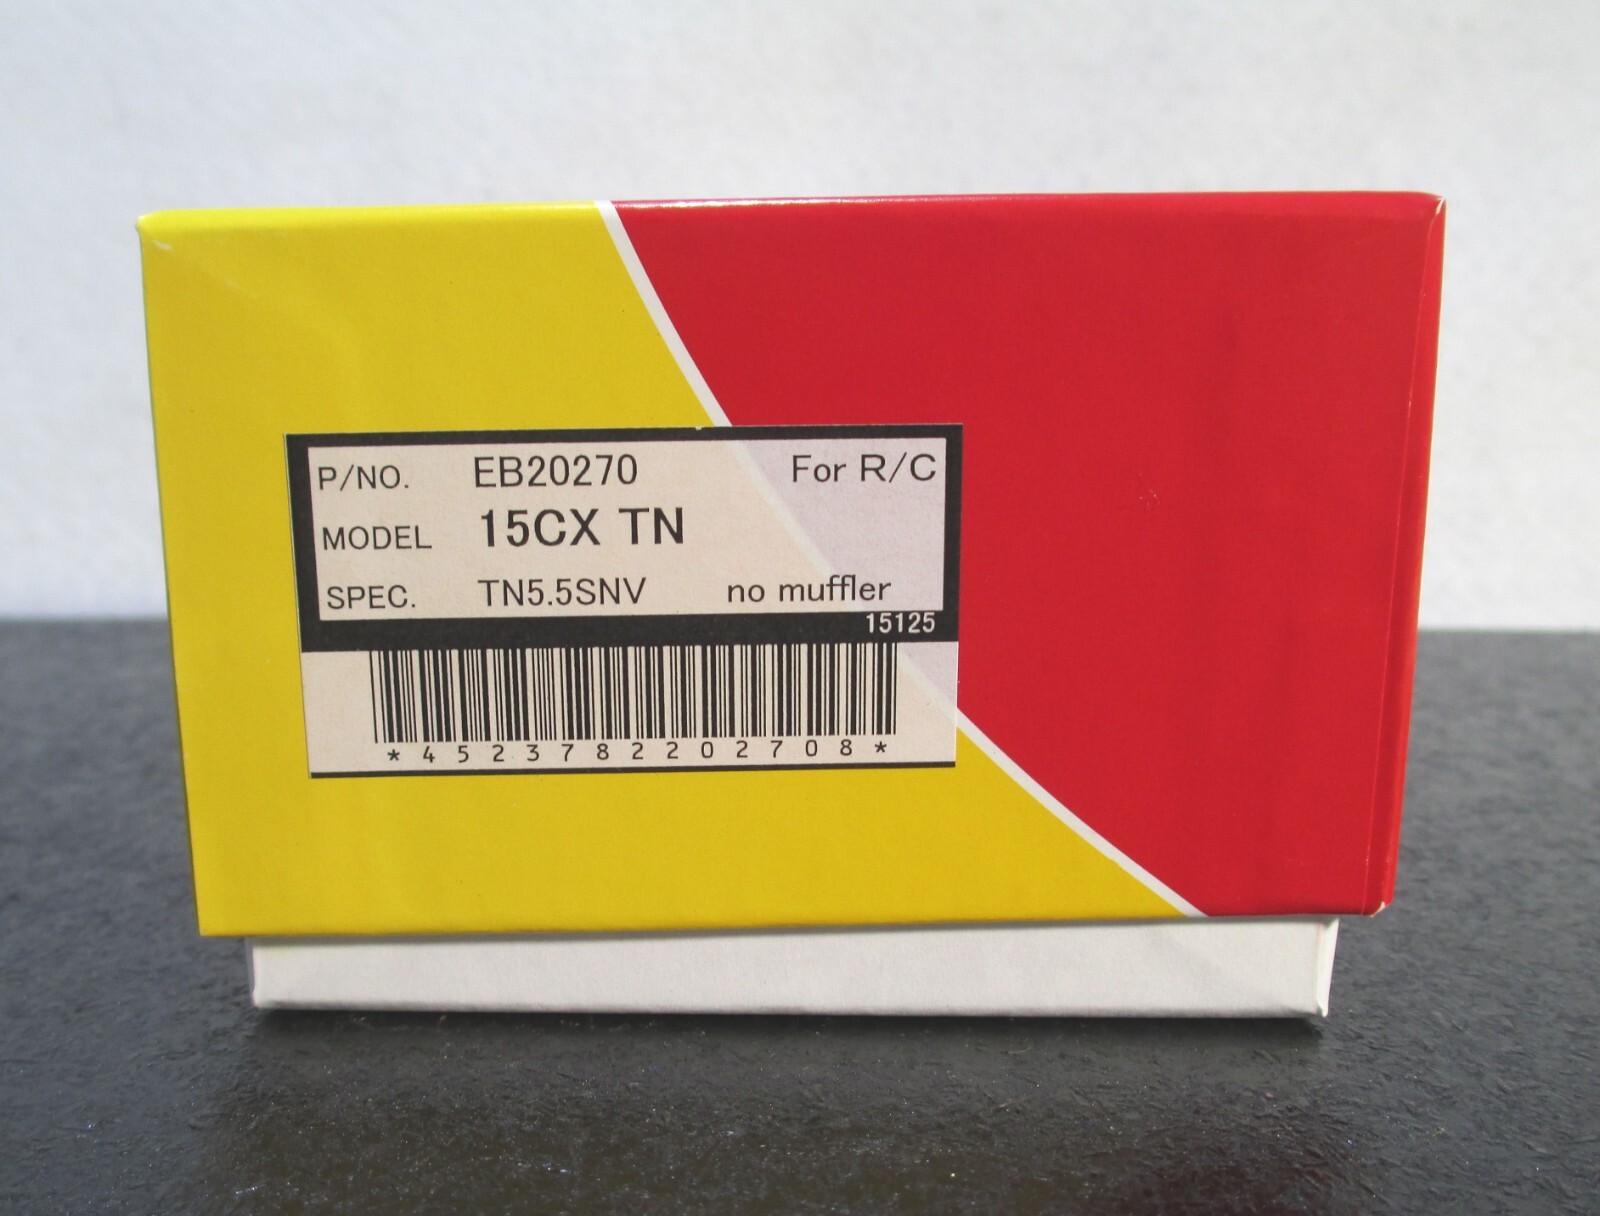 P/NO. EB20270 For R/C
MODEL 15CX TN
SPEC. TN5.5SNV no muffler
15125
*4523782202708*